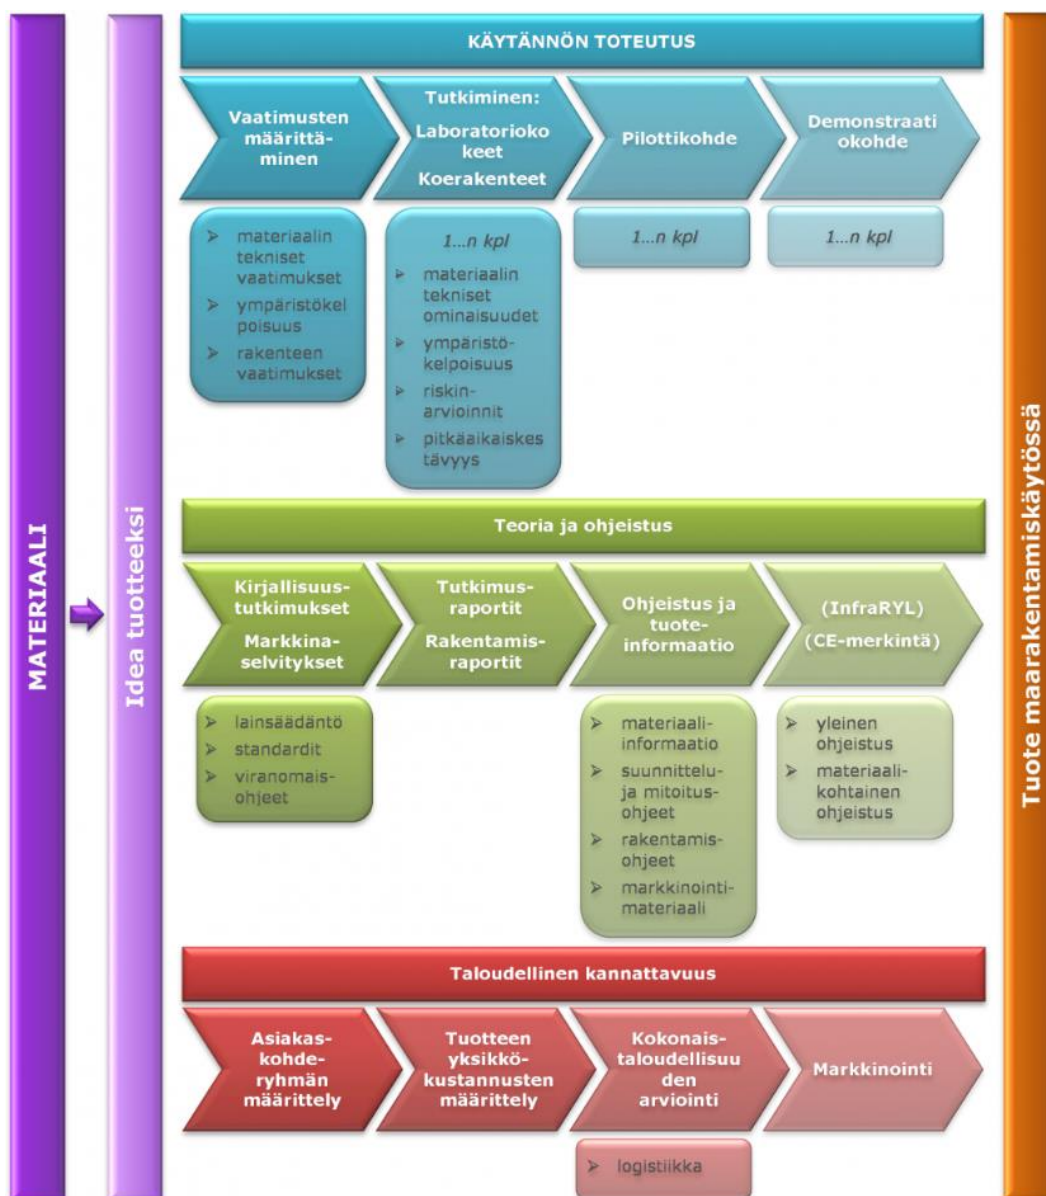 MATERIAALI
Idea tuotteeksi
KÄYTÄNNÖN TOTEUTUS
Vaatimusten
määrittä-
minen
Tutkiminen:
Laboratorioko
keet
Koerakenteet
Pilottikohde
Demonstraati
okohde
➢ materiaalin
tekniset
vaatimukset
➢ ympäristökel
poisuus
➢ rakenteen
vaatimukset
1...n kpl
➢ materiaalin
tekniset
ominaisuudet
➢ ympäristö-
kelpoisuus
➢ riskin-
arvioinnit
➢ pitkäaikaiskes
tävyys
1...n kpl
1...n kpl
Teoria ja ohjeistus
Kirjallisuus-
tutkimukset
Markkina-
selvitykset
Tutkimus-
raportit
Rakentamis-
raportit
Ohjeistus ja
tuote-
informaatio
(InfraRYL)
(CE-merkintä)
➢ lainsäädäntö
➢ standardit
➢ viranomais-
ohjeet
➢ materiaali-
informaatio
➢ suunnittelu-
ja mitoitus-
ohjeet
➢ rakentamis-
ohjeet
➢ markkinointi-
materiaali
➢ yleinen
ohjeistus
➢ materiaali-
kohtainen
ohjeistus
Taloudellinen kannattavuus
Asiakas-
kohde-
ryhmän
määrittely
Tuotteen
yksikkö-
kustannusten
määrittely
Kokonais-
taloudellisuu
den
arviointi
Markkinointi
➢ logistiikka
Tuote maarakentamiskäytössä